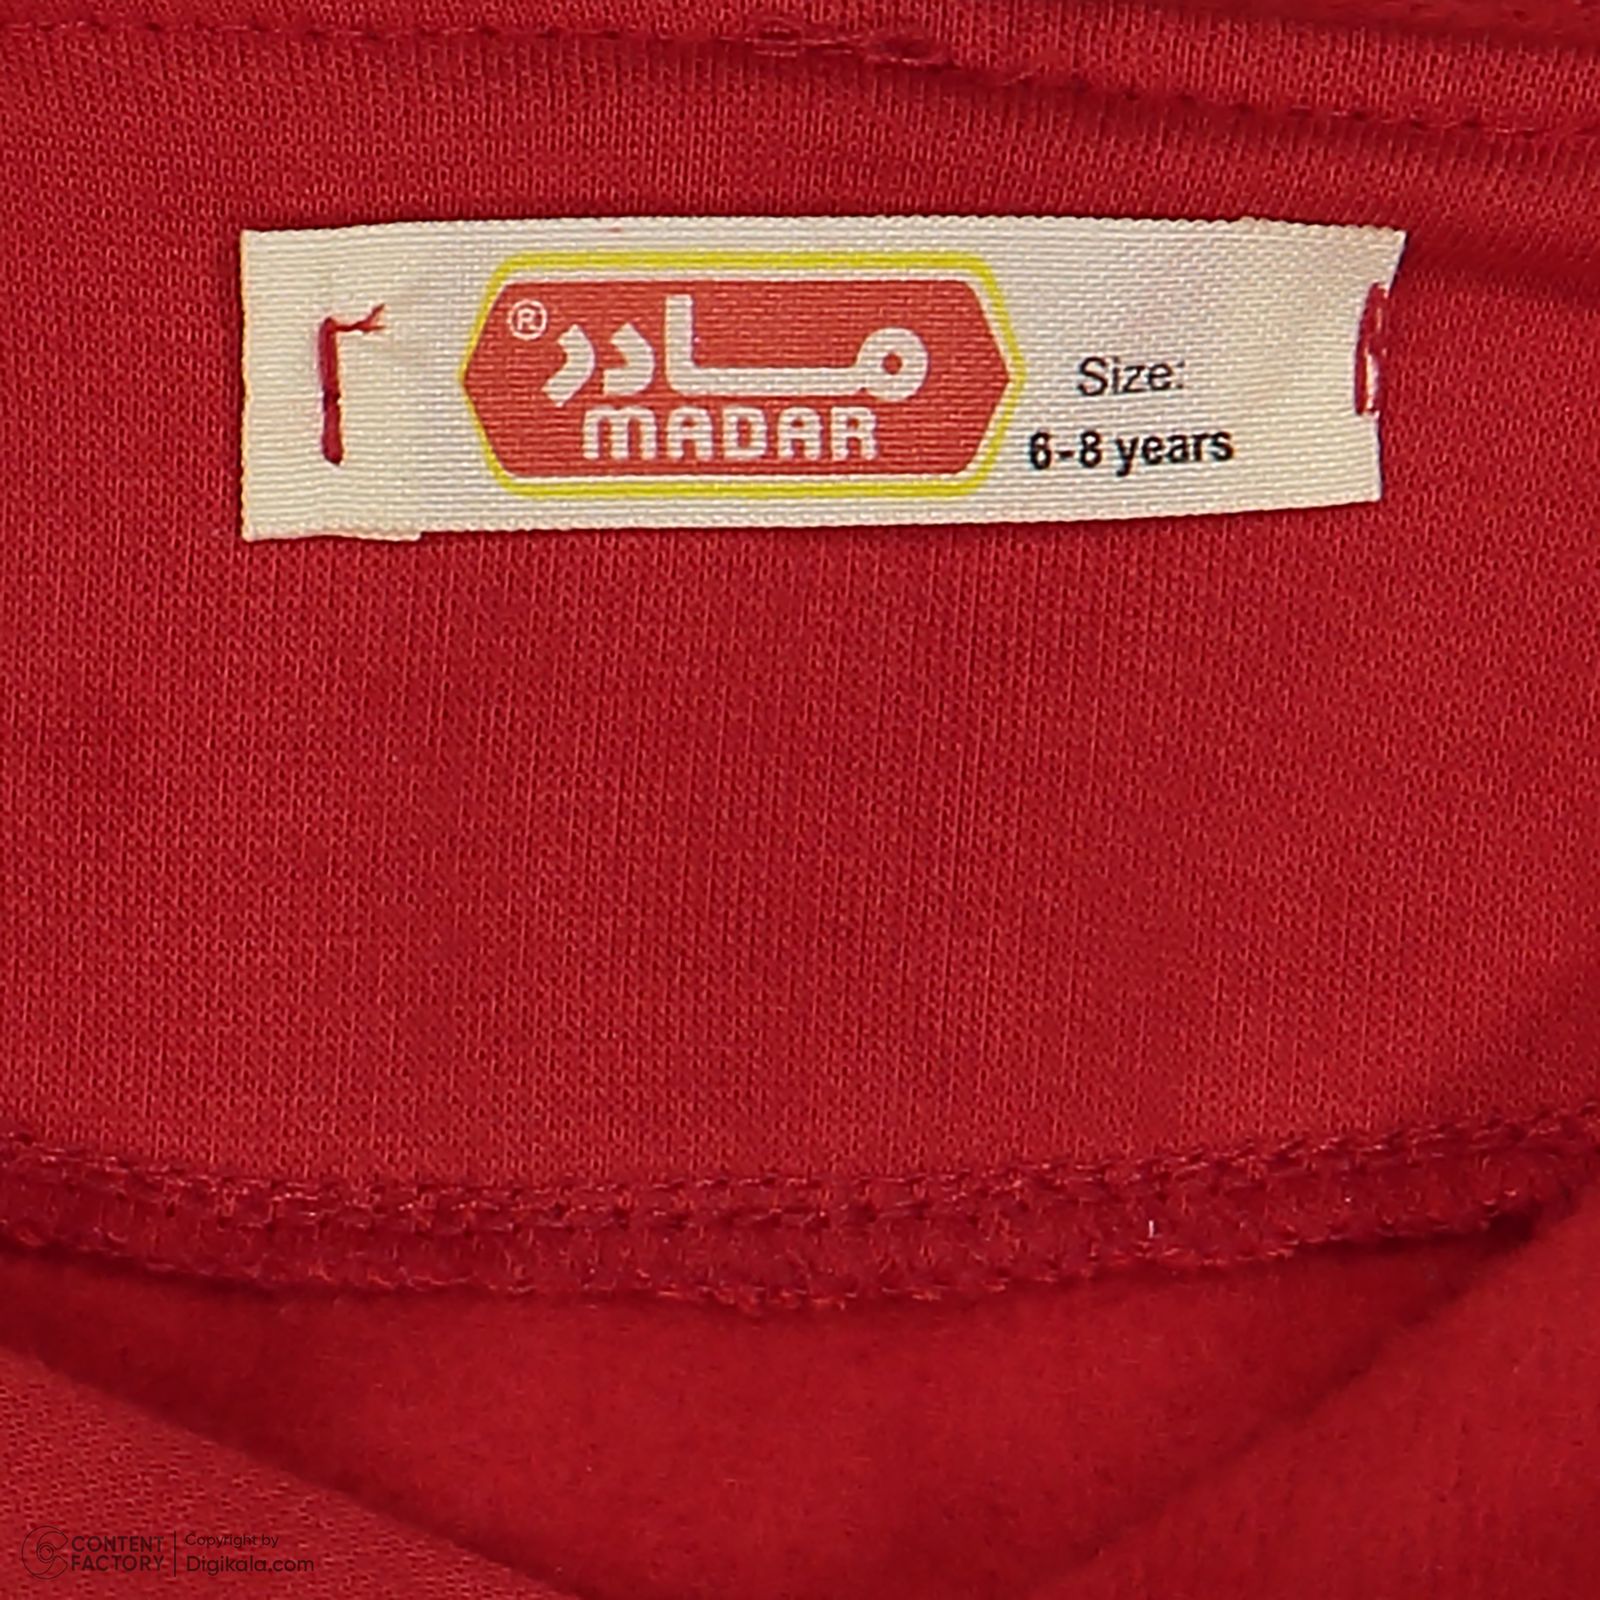 مادر®
MADAR
Size:
6-8 years
CONTENT FACTORY
Copyright by
Digikala.com